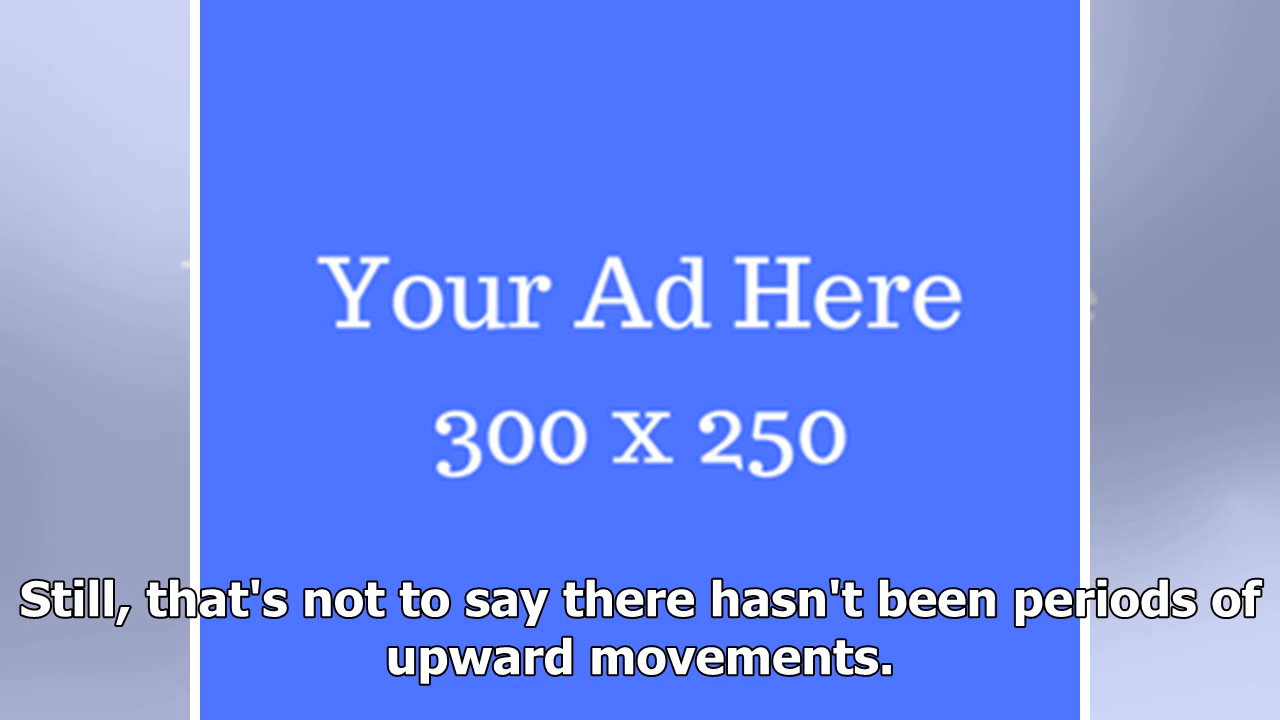 Your Ad Here
300 x 250
Still, that's not to say there hasn't been periods of
upward movements.